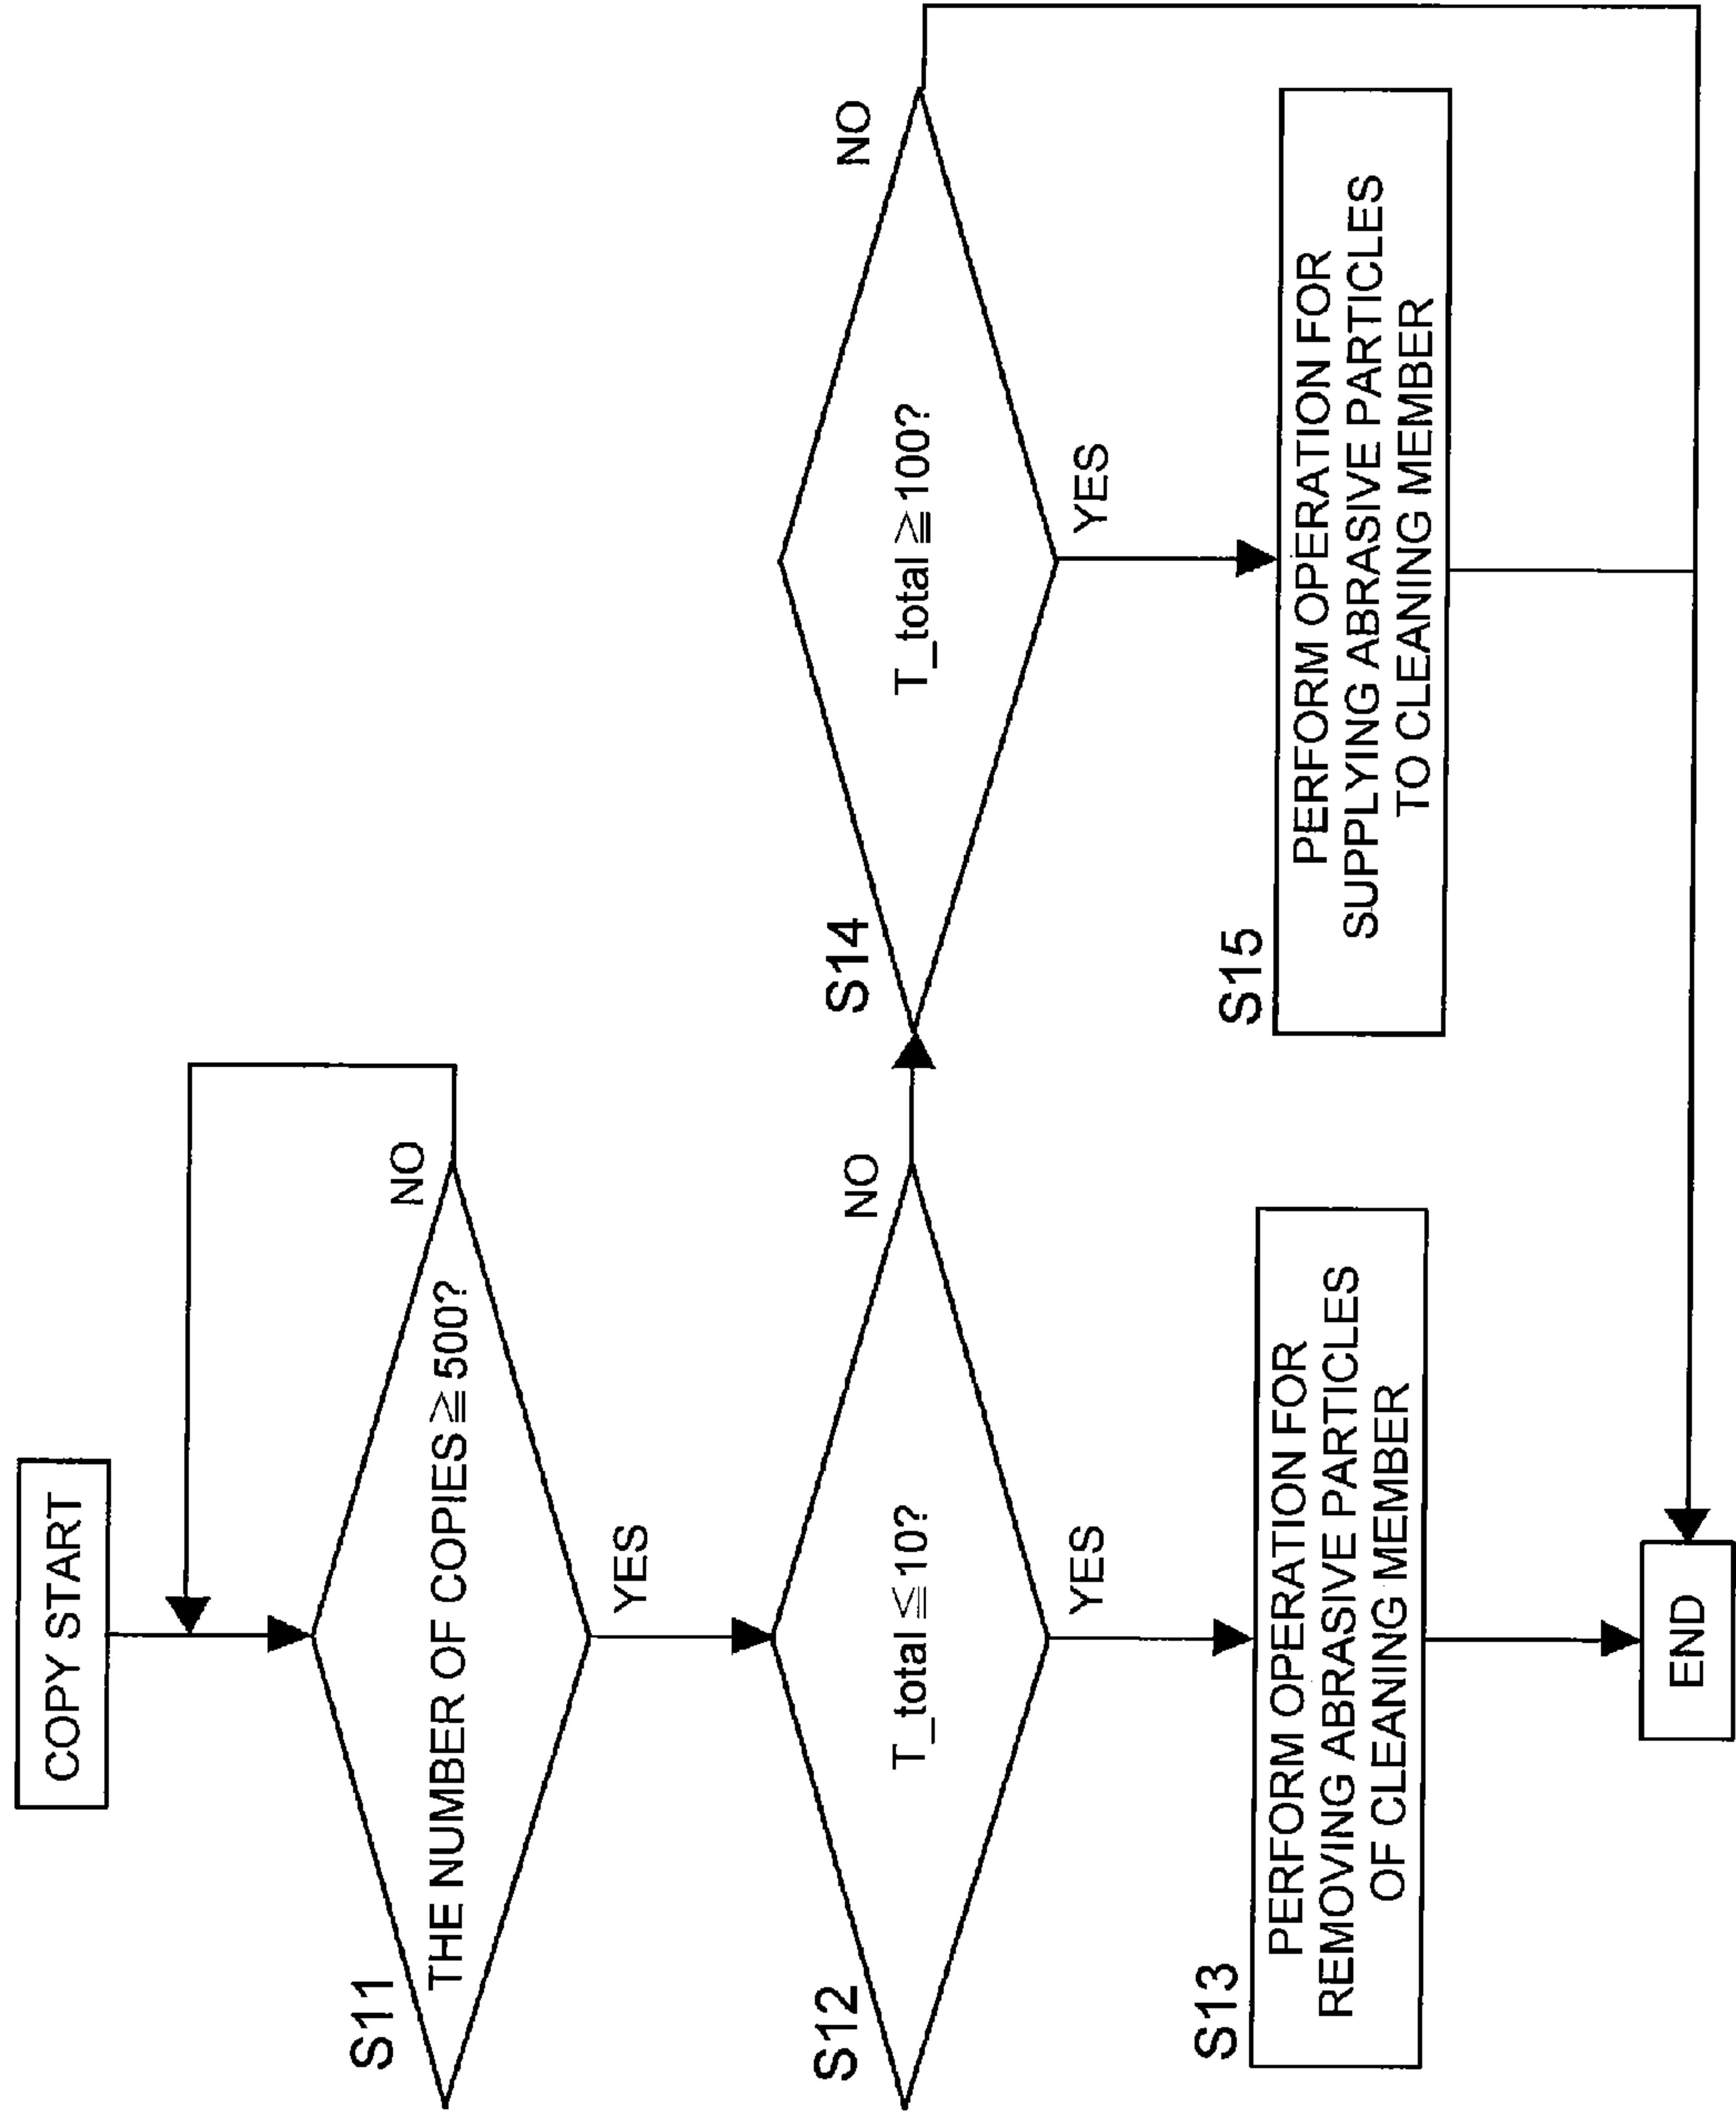 COPY START
S11
THE NUMBER OF COPIES ≧500?
NO
YES
S12
T_total ≦10?
NO
YES
S13
PERFORM OPERATION FOR
REMOVING ABRASIVE PARTICLES
OF CLEANING MEMBER
S14
T_total ≧100?
NO
YES
S15
PERFORM OPERATION FOR
SUPPLYING ABRASIVE PARTICLES
TO CLEANING MEMBER
END